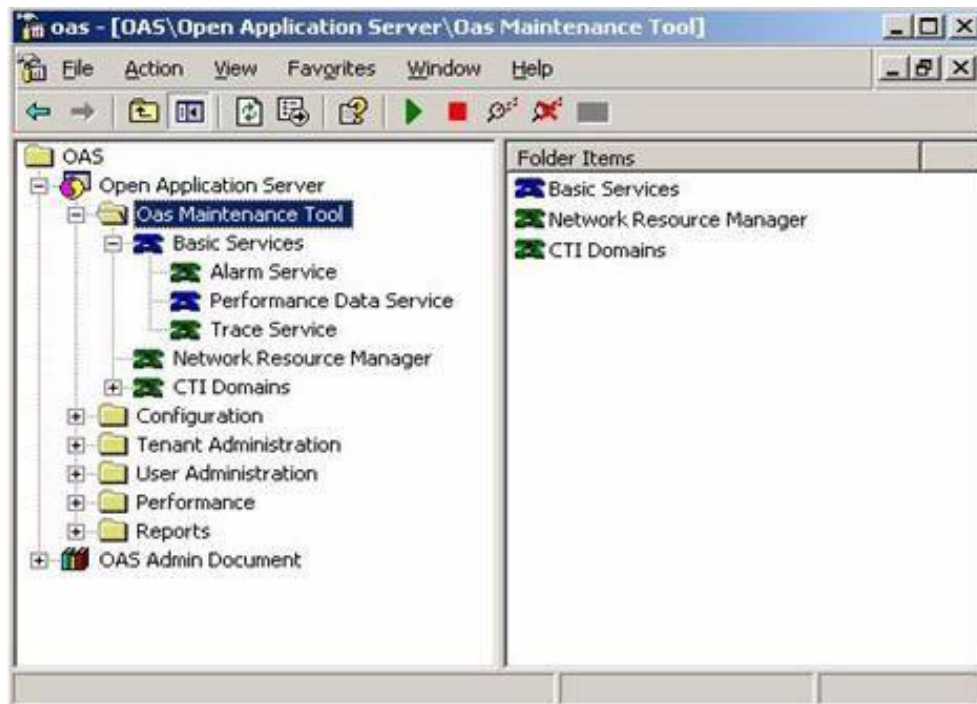 oas - [OAS\Open Application Server\Oas Maintenance Tool]
File Action View Favorites Window Help
OAS
Open Application Server
Oas Maintenance Tool
Basic Services
Alarm Service
Performance Data Service
Trace Service
Network Resource Manager
CTI Domains
Configuration
Tenant Administration
User Administration
Performance
Reports
OAS Admin Document
Folder Items
Basic Services
Network Resource Manager
CTI Domains